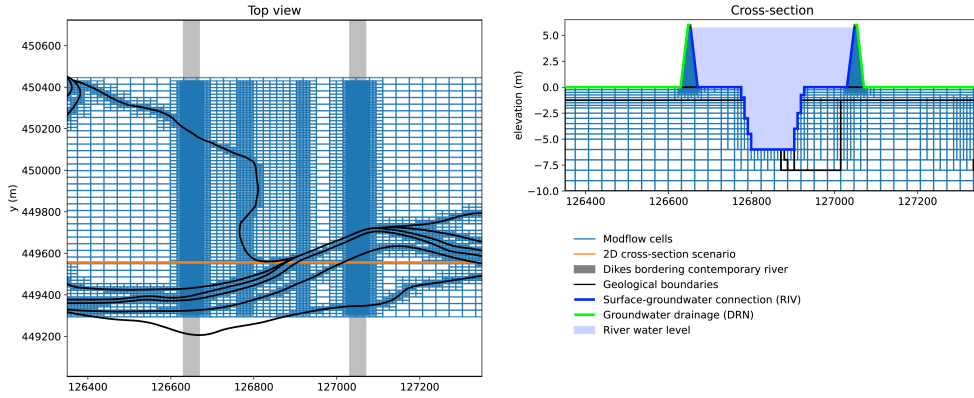 Top view
450600
450400
450200
450000
449800
449600
449400
449200
y (m)
126400 126600 126800 127000 127200
Cross-section
5.0
2.5
0.0
−2.5
−5.0
−7.5
−10.0
elevation (m)
126400 126600 126800 127000 127200
Modflow cells
2D cross-section scenario
Dikes bordering contemporary river
Geological boundaries
Surface-groundwater connection (RIV)
Groundwater drainage (DRN)
River water level